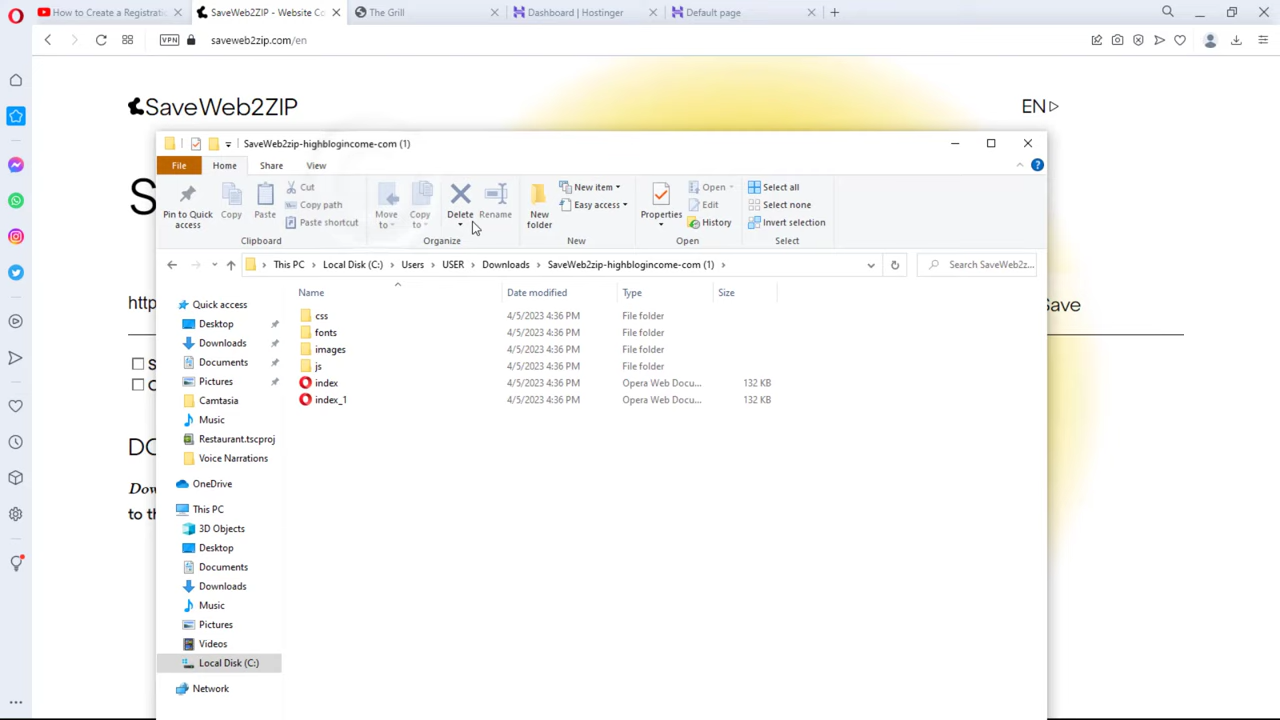 How to Create a Registrati
SaveWeb2ZIP - Website Co
The Grill
Dashboard | Hostinger
Default page
VPN
saveweb2zip.com/en
SaveWeb2ZIP
EN
S
http
Save
S
C
DO
Dow
to th
SaveWeb2zip-highblogincome-com (1)
File
Home
Share
View
Pin to Quick access
Copy
Paste
Cut
Copy path
Paste shortcut
Clipboard
Move to
Copy to
Delete
Rename
Organize
New folder
New item
Easy access
New
Properties
Open
Edit
History
Open
Select all
Select none
Invert selection
Select
This PC
Local Disk (C:)
Users
USER
Downloads
SaveWeb2zip-highblogincome-com (1)
Search SaveWeb2z...
Name
Date modified
Type
Size
css 4/5/2023 4:36 PM File folder
fonts 4/5/2023 4:36 PM File folder
images 4/5/2023 4:36 PM File folder
js 4/5/2023 4:36 PM File folder
index 4/5/2023 4:36 PM Opera Web Docu... 132 KB
index_1 4/5/2023 4:36 PM Opera Web Docu... 132 KB
Quick access
Desktop
Downloads
Documents
Pictures
Camtasia
Music
Restaurant.tscproj
Voice Narrations
OneDrive
This PC
3D Objects
Desktop
Documents
Downloads
Music
Pictures
Videos
Local Disk (C:)
Network